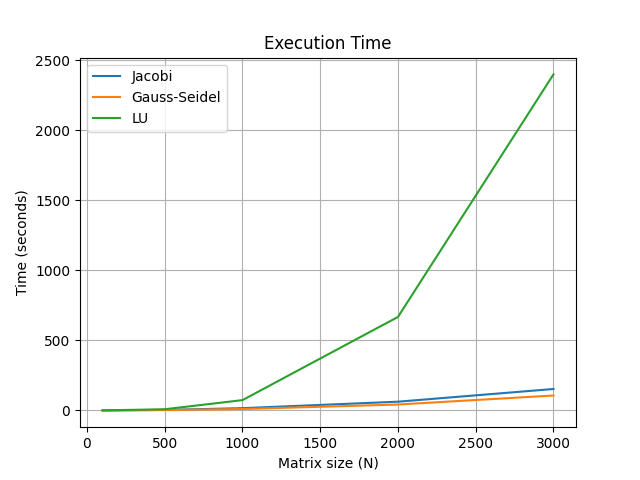 Execution Time
Jacobi
Gauss-Seidel
LU
2500
2000
1500
1000
500
0
Time (seconds)
0 500 1000 1500 2000 2500 3000
Matrix size (N)